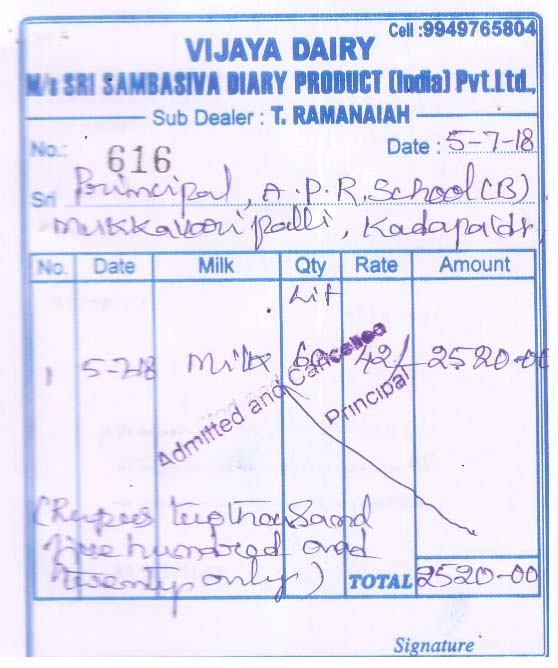 Cell :9949765804
VIJAYA DAIRY
M/s SRI SAMBASIVA DIARY PRODUCT (India) Pvt.Ltd.,
Sub Dealer : T. RAMANAIAH
No.: 616 Date : 5-7-18
Sri Principal, A.P.R. School (B)
Mukkavaripalli, Kadapa(dt)
No. Date Milk Qty Rate Amount
Lit
1 5-7-18 Milk 60 42/ 2520-00
Admitted and Cancelled
Principal
(Rupees two thousand
five hundred and
twenty only)
TOTAL 2520-00
Signature